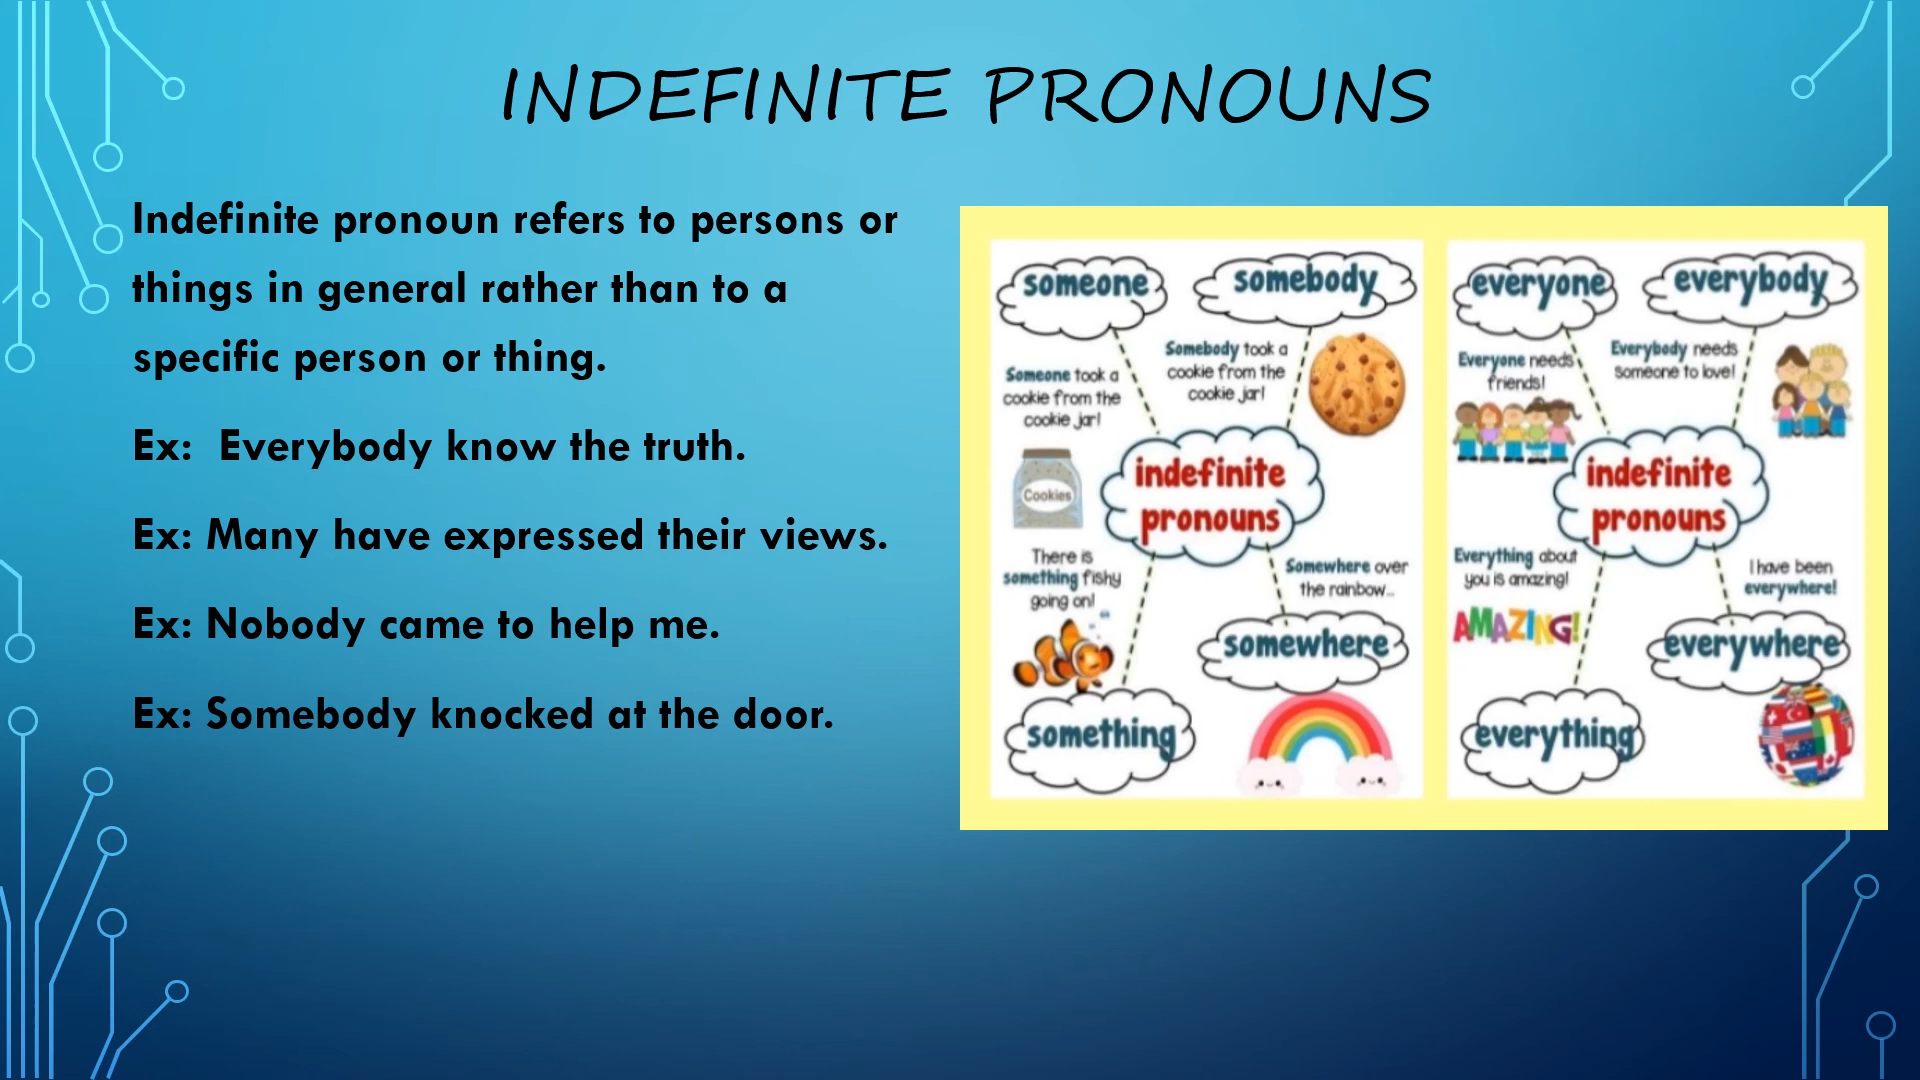 INDEFINITE PRONOUNS
Indefinite pronoun refers to persons or
things in general rather than to a
specific person or thing.
Ex:  Everybody know the truth.
Ex: Many have expressed their views.
Ex: Nobody came to help me.
Ex: Somebody knocked at the door.
someone
somebody
Someone took a
cookie from the
cookie jar!
Somebody took a
cookie from the
cookie jar!
Cookies
indefinite
pronouns
There is
something fishy
going on!
Somewhere over
the rainbow...
somewhere
something
everyone
everybody
Everyone needs
friends!
Everybody needs
someone to love!
indefinite
pronouns
Everything about
you is amazing!
AMAZING!
I have been
everywhere!
everywhere
everything